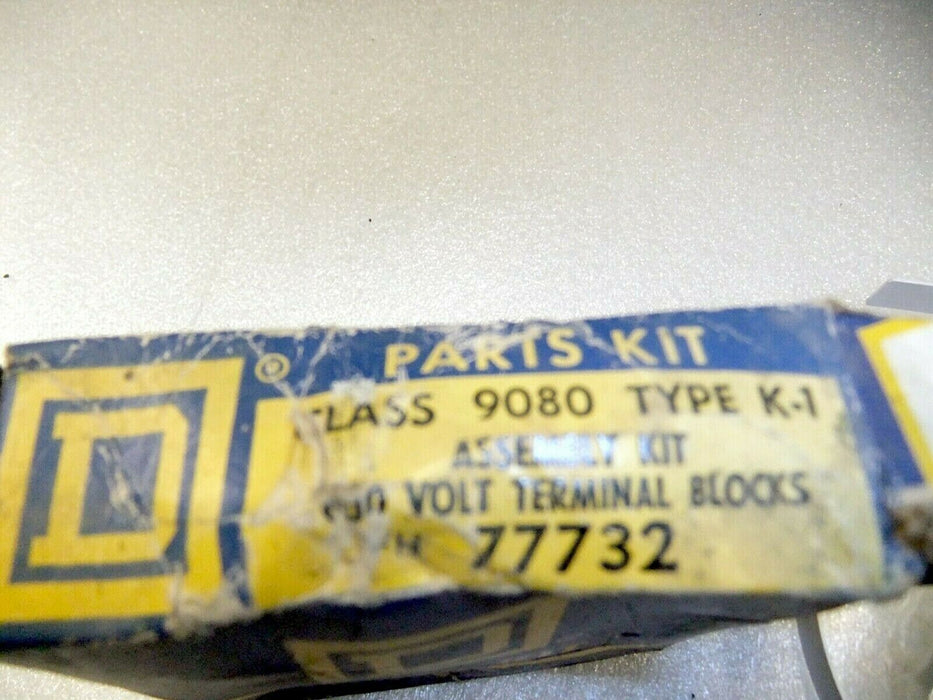 D
®
PARTS KIT
CLASS 9080 TYPE K-1
ASSEMBLY KIT
VOLT TERMINAL BLOCKS
77732